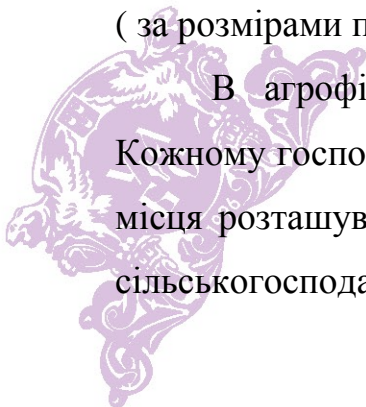 ( за розмірами п
В агрофі
Кожному госпо
місця розташув
сільськогоспода